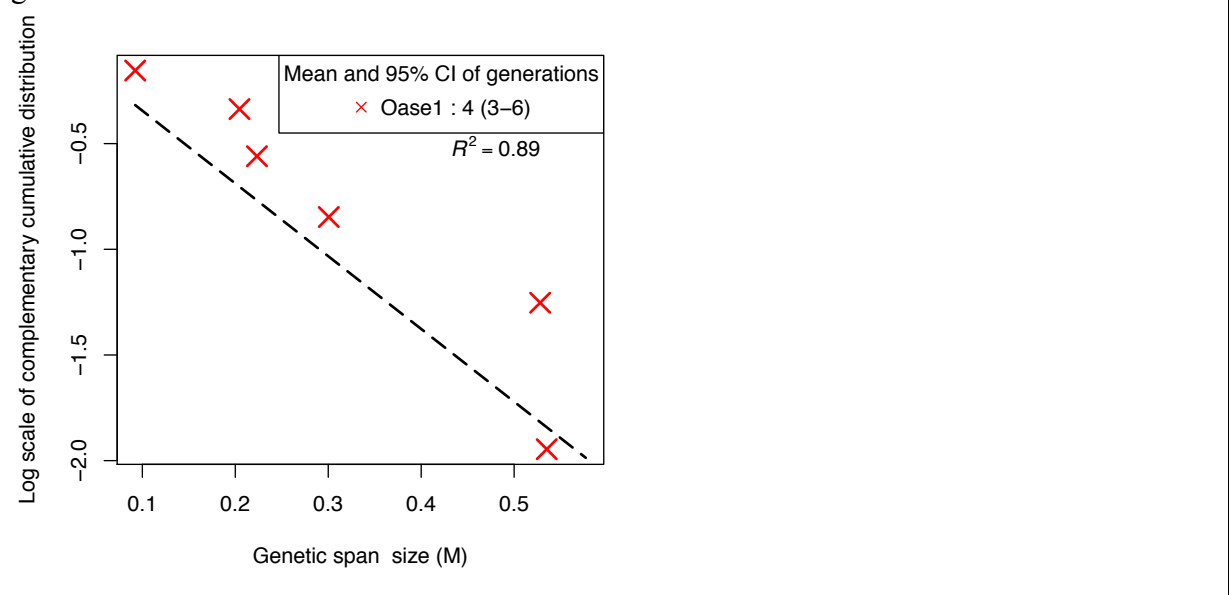 Log scale of complementary cumulative distribution
−0.5
−1.0
−1.5
−2.0
Mean and 95% CI of generations
× Oase1 : 4 (3−6)
R² = 0.89
0.1 0.2 0.3 0.4 0.5
Genetic span size (M)